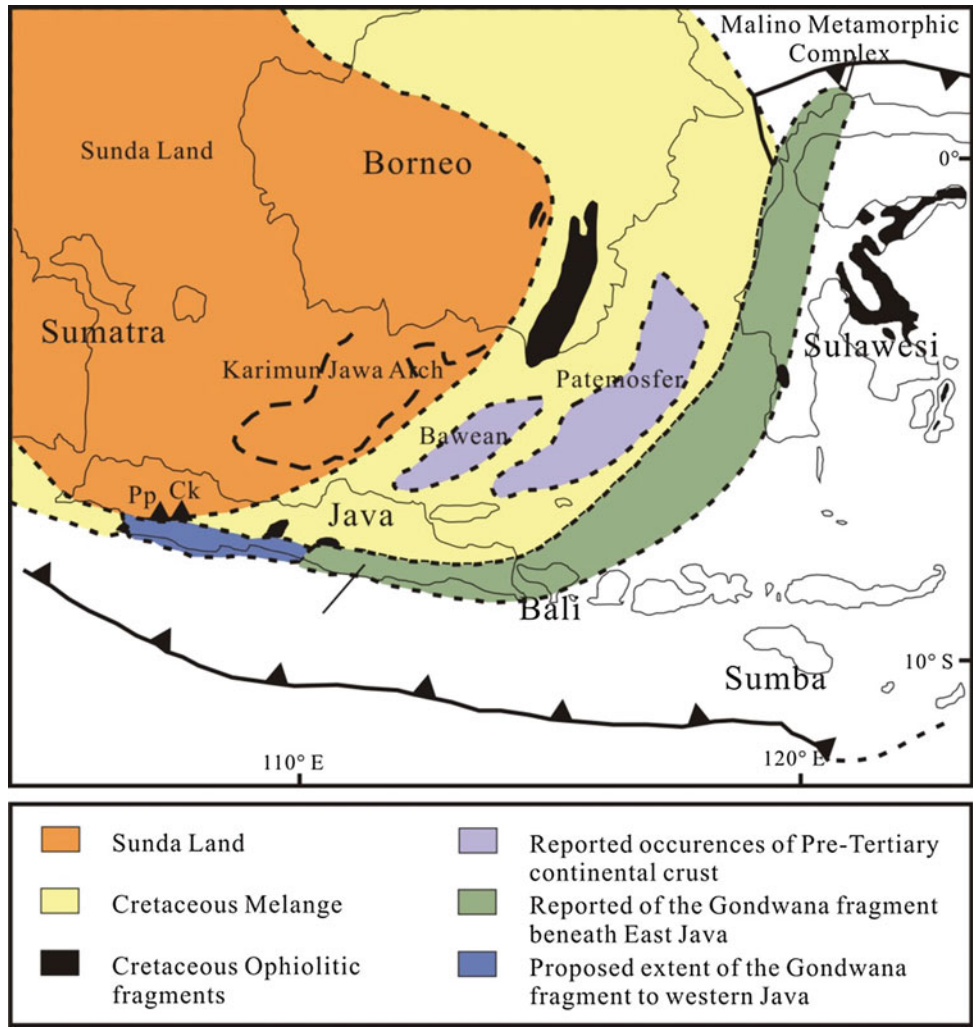 Malino Metamorphic
Complex
Sunda Land
Borneo
0°
Sumatra
Sulawesi
Karimun Jawa Arch
Patemosfer
Bawean
Pp Ck
Java
Bali
Sumba
10° S
110° E
120° E
Sunda Land
Cretaceous Melange
Cretaceous Ophiolitic
fragments
Reported occurences of Pre-Tertiary
continental crust
Reported of the Gondwana fragment
beneath East Java
Proposed extent of the Gondwana
fragment to western Java